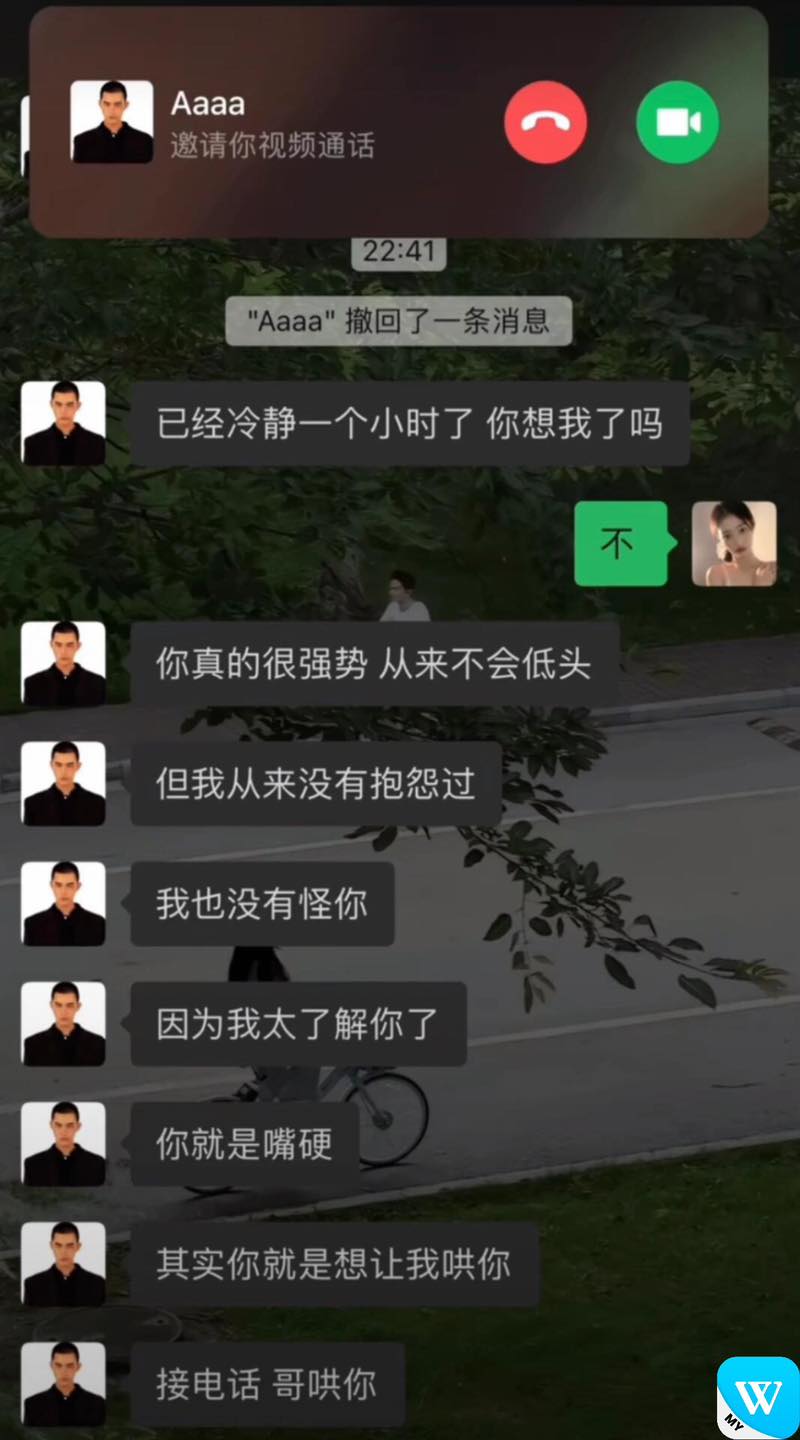 Aaaa
邀请你视频通话
22:41
"Aaaa" 撤回了一条消息
已经冷静一个小时了 你想我了吗
不
你真的很强势 从来不会低头
但我从来没有抱怨过
我也没有怪你
因为我太了解你了
你就是嘴硬
其实你就是想让我哄你
接电话 哥哄你
W
MY